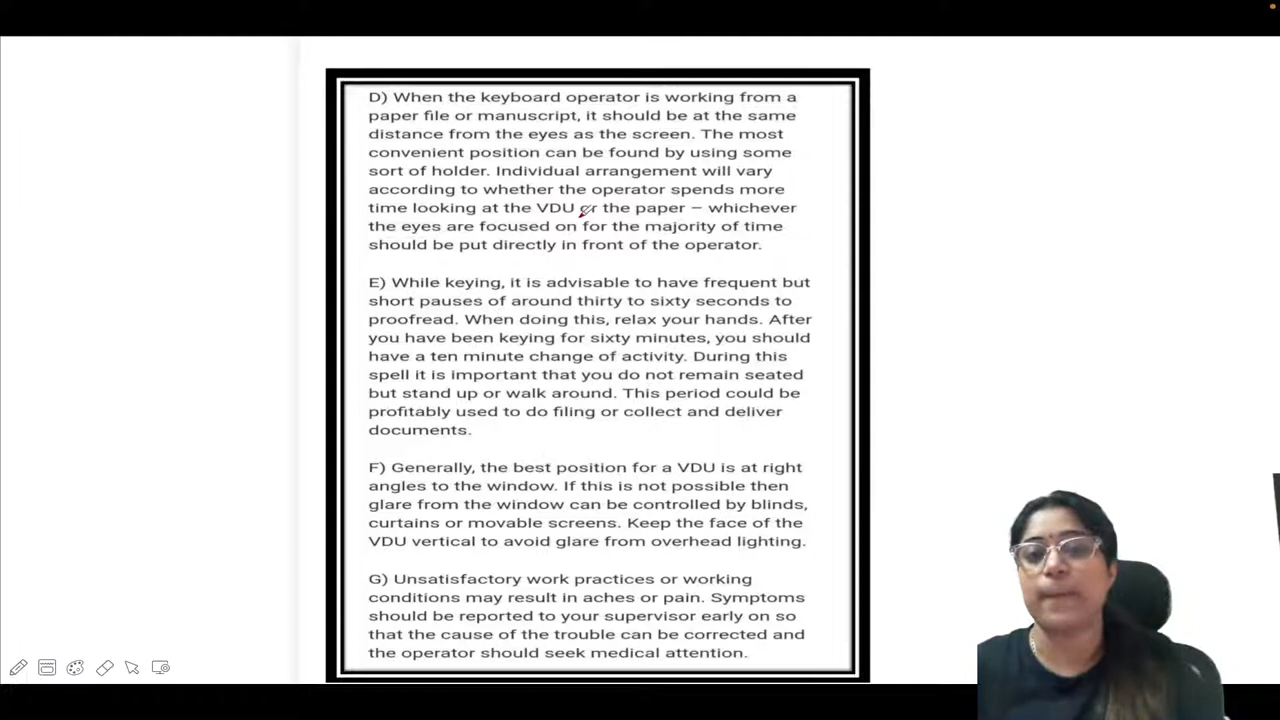 D) When the keyboard operator is working from a
paper file or manuscript, it should be at the same
distance from the eyes as the screen. The most
convenient position can be found by using some
sort of holder. Individual arrangement will vary
according to whether the operator spends more
time looking at the VDU or the paper – whichever
the eyes are focused on for the majority of time
should be put directly in front of the operator.
E) While keying, it is advisable to have frequent but
short pauses of around thirty to sixty seconds to
proofread. When doing this, relax your hands. After
you have been keying for sixty minutes, you should
have a ten minute change of activity. During this
spell it is important that you do not remain seated
but stand up or walk around. This period could be
profitably used to do filing or collect and deliver
documents.
F) Generally, the best position for a VDU is at right
angles to the window. If this is not possible then
glare from the window can be controlled by blinds,
curtains or movable screens. Keep the face of the
VDU vertical to avoid glare from overhead lighting.
G) Unsatisfactory work practices or working
conditions may result in aches or pain. Symptoms
should be reported to your supervisor early on so
that the cause of the trouble can be corrected and
the operator should seek medical attention.